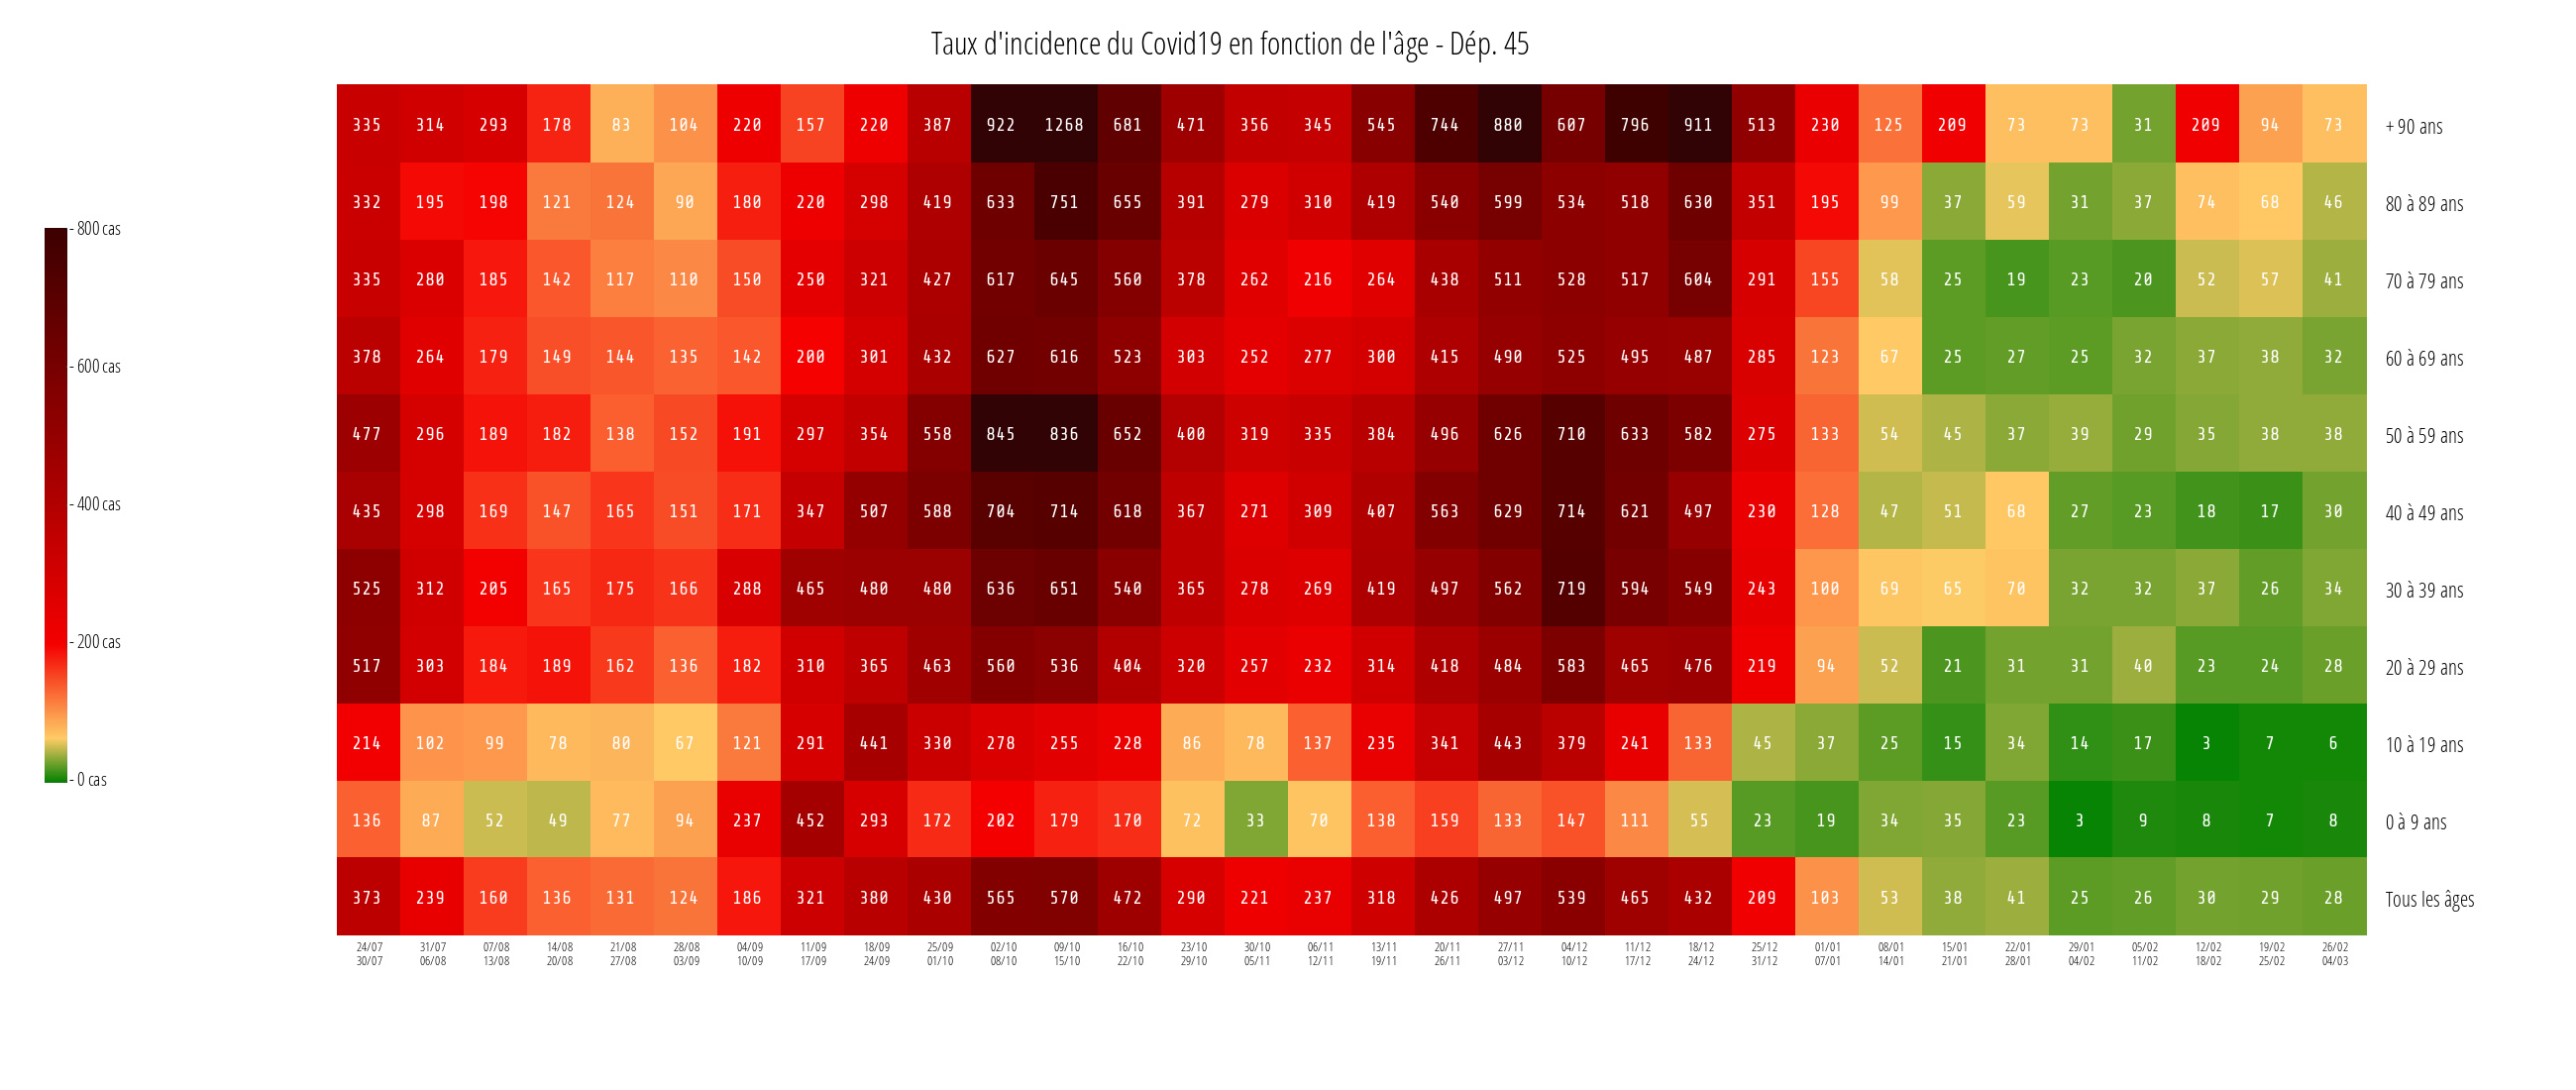 Taux d'incidence du Covid19 en fonction de l'âge - Dép. 45
335 314 293 178 83 104 220 157 220 387 922 1268 681 471 356 345 545 744 880 607 796 911 513 230 125 209 73 73 31 209 94 73 + 90 ans
332 195 198 121 124 90 180 220 298 419 633 751 655 391 279 310 419 540 599 534 518 630 351 195 99 37 59 31 37 74 68 46 80 à 89 ans
335 280 185 142 117 110 150 250 321 427 617 645 560 378 262 216 264 438 511 528 517 604 291 155 58 25 19 23 20 52 57 41 70 à 79 ans
378 264 179 149 144 135 142 200 301 432 627 616 523 303 252 277 300 415 490 525 495 487 285 123 67 25 27 25 32 37 38 32 60 à 69 ans
477 296 189 182 138 152 191 297 354 558 845 836 652 400 319 335 384 496 626 710 633 582 275 133 54 45 37 39 29 35 38 38 50 à 59 ans
435 298 169 147 165 151 171 347 507 588 704 714 618 367 271 309 407 563 629 714 621 497 230 128 47 51 68 27 23 18 17 30 40 à 49 ans
525 312 205 165 175 166 288 465 480 480 636 651 540 365 278 269 419 497 562 719 594 549 243 100 69 65 70 32 32 37 26 34 30 à 39 ans
517 303 184 189 162 136 182 310 365 463 560 536 404 320 257 232 314 418 484 583 465 476 219 94 52 21 31 31 40 23 24 28 20 à 29 ans
214 102 99 78 80 67 121 291 441 330 278 255 228 86 78 137 235 341 443 379 241 133 45 37 25 15 34 14 17 3 7 6 10 à 19 ans
136 87 52 49 77 94 237 452 293 172 202 179 170 72 33 70 138 159 133 147 111 55 23 19 34 35 23 3 9 8 7 8 0 à 9 ans
373 239 160 136 131 124 186 321 380 430 565 570 472 290 221 237 318 426 497 539 465 432 209 103 53 38 41 25 26 30 29 28 Tous les âges
24/07 31/07 07/08 14/08 21/08 28/08 04/09 11/09 18/09 25/09 02/10 09/10 16/10 23/10 30/10 06/11 13/11 20/11 27/11 04/12 11/12 18/12 25/12 01/01 08/01 15/01 22/01 29/01 05/02 12/02 19/02 26/02
30/07 06/08 13/08 20/08 27/08 03/09 10/09 17/09 24/09 01/10 08/10 15/10 22/10 29/10 05/11 12/11 19/11 26/11 03/12 10/12 17/12 24/12 31/12 07/01 14/01 21/01 28/01 04/02 11/02 18/02 25/02 04/03
- 800 cas
- 600 cas
- 400 cas
- 200 cas
- 0 cas